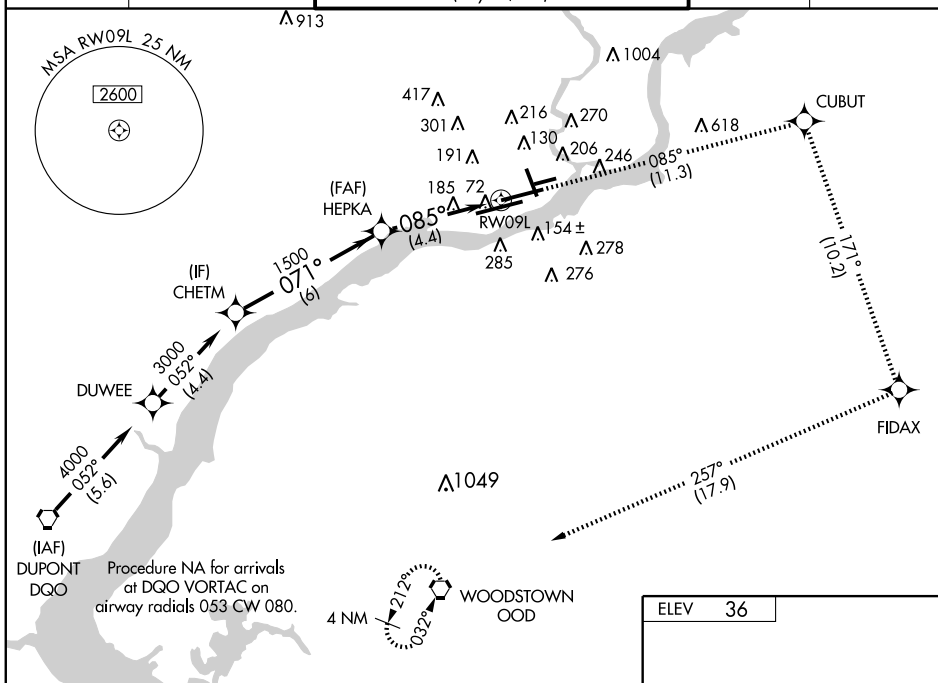 913
MSA RW09L 25 NM
2600
1004
417
301
216
270
130
206
191
246
618
CUBUT
085°
(11.3)
(FAF)
HEPKA
185
72
085°
(4.4)
RW09L
154±
285
278
276
171°
(10.2)
1500
071°
(6)
(IF)
CHETM
3000
052°
(4.4)
DUWEE
4000
052°
(5.6)
FIDAX
257°
(17.9)
1049
(IAF)
DUPONT
DQO
Procedure NA for arrivals
at DQO VORTAC on
airway radials 053 CW 080.
4 NM
212°
032°
WOODSTOWN
OOD
ELEV 36